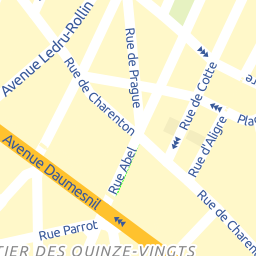 Avenue Ledru-Rollin
Rue de Prague
Rue de Cotte
Rue de Charenton
Rue d'Aligre
Avenue Daumesnil
Rue Abel
Rue de Charen
Rue Parrot
TIER DES QUINZE-VINGTS